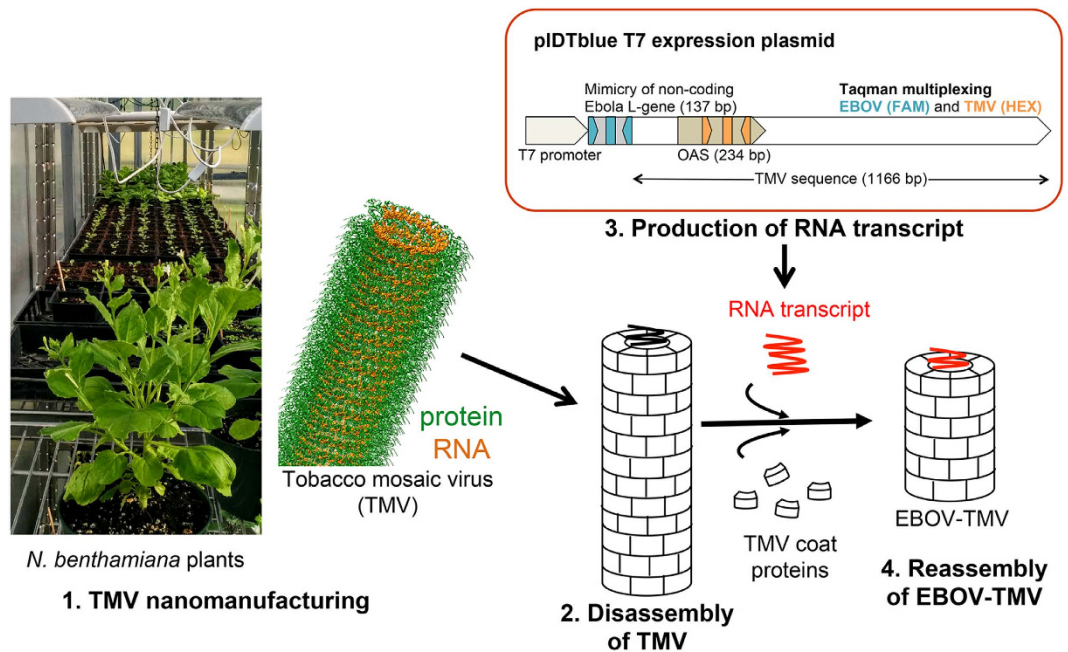 pIDTblue T7 expression plasmid
Mimicry of non-coding
Ebola L-gene (137 bp)
Taqman multiplexing
EBOV (FAM) and TMV (HEX)
T7 promoter
OAS (234 bp)
TMV sequence (1166 bp)
3. Production of RNA transcript
RNA transcript
protein
RNA
Tobacco mosaic virus
(TMV)
N. benthamiana plants
1. TMV nanomanufacturing
2. Disassembly
of TMV
TMV coat
proteins
EBOV-TMV
4. Reassembly
of EBOV-TMV